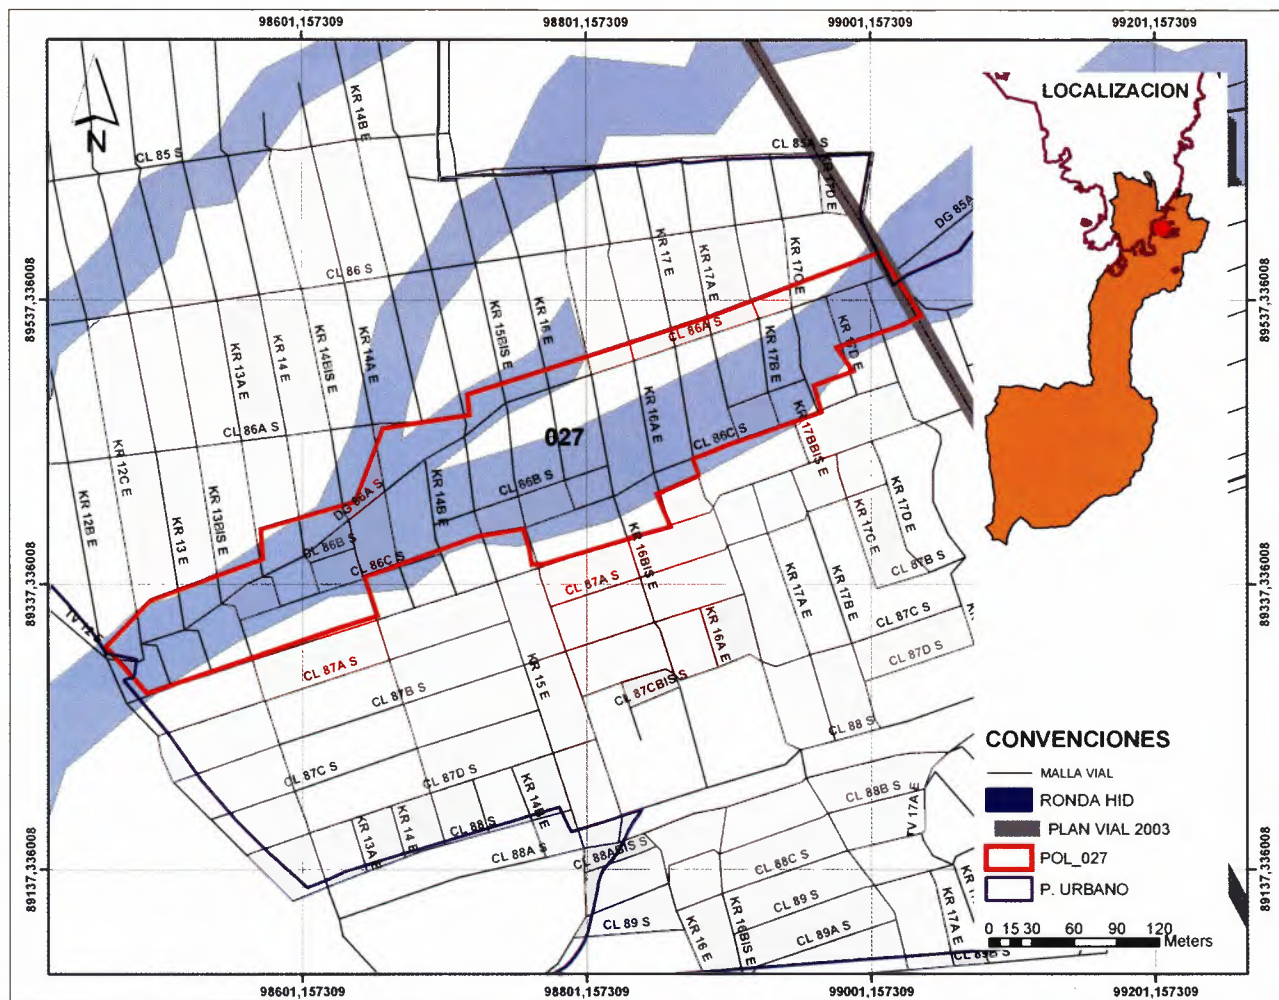 98601,157309
98801,157309
99001,157309
99201,157309
N
LOCALIZACION
KR 14B E
CL 85 S
CL 85A S
KR 17D E
DG 85A
CL 86 S
KR 17 E
KR 17A E
KR 17C E
89537,336008
89537,336008
KR 15BIS E
KR 16 E
CL 86A S
KR 13A E
KR 14 E
KR 14BIS E
KR 14A E
KR 17B E
KR 17D E
CL 86A S
027
KR 16A E
CL 86C S
KR 17BBIS E
KR 12C E
KR 12B E
KR 13 E
KR 13BIS E
DG 86A S
KR 14B E
CL 86B S
KR 17D E
KR 17C E
CL 86C S
KR 16BIS E
CL 87A S
CL 87B S
89337,336008
89337,336008
KR 17A E
KR 17B E
CL 87C S
KR 16A E
CL 87D S
CL 87A S
KR 15 E
CL 87B S
CL 87CBIS S
CL 88 S
CONVENCIONES
MALLA VIAL
RONDA HID
PLAN VIAL 2003
POL_027
P. URBANO
0 15 30 60 90 120
Meters
CL 87C S
CL 87D S
KR 14B E
CL 88B S
TV 17A E
KR 13A E
KR 14 E
CL 88 S
CL 88A S
CL 88ABIS S
CL 88C S
89137,336008
89137,336008
CL 89 S
CL 89 S
CL 89A S
KR 16 E
KR 16BIS E
KR 17A E
CL 89B S
98601,157309
98801,157309
99001,157309
99201,157309